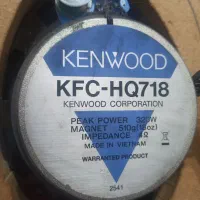 KENWOOD
KFC-HQ718
KENWOOD CORPORATION
PEAK POWER 320W
MAGNET 510g(18oz)
IMPEDANCE 4Ω
MADE IN VIETNAM
WARRANTED PRODUCT
2541